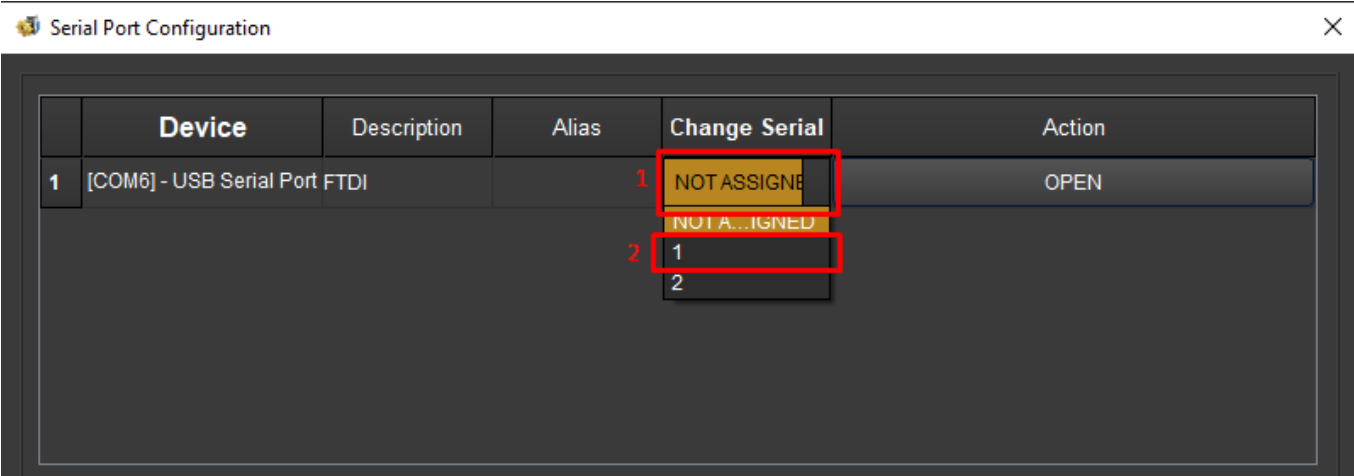 Serial Port Configuration
Device Description Alias Change Serial Action
1 [COM6] - USB Serial Port FTDI 1 NOT ASSIGNE OPEN
NOT A...IGNED
2 1
2